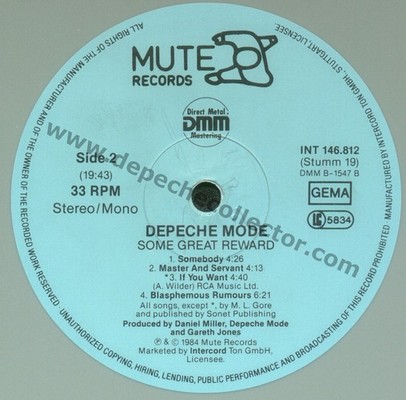 ALL RIGHTS OF THE MANUFACTURER AND OF THE OWNER OF THE RECORDED WORK RESERVED. UNAUTHORIZED COPYING, HIRING, LENDING, PUBLIC PERFORMANCE AND BROADCASTING OF THIS RECORD PROHIBITED
MANUFACTURED BY INTERCORD TON GMBH, STUTTGART, LICENSEE
MUTE
RECORDS
Direct Metal
DMM
Mastering
Side 2
(19:43)
33 RPM
Stereo/Mono
INT 146.812
(Stumm 19)
DMM B-1547 B
GEMA
LC 5834
www.depechecollector.com
DEPECHE MODE
SOME GREAT REWARD
1. Somebody 4:26
2. Master And Servant 4:13
*3. If You Want 4:40
(A. Wilder) RCA Music Ltd.
4. Blasphemous Rumours 6:21
All songs, except *, by M. L. Gore
and published by Sonet Publishing
Produced by Daniel Miller, Depeche Mode
and Gareth Jones
℗ © 1984 Mute Records
Marketed by Intercord Ton GmbH,
Licensee.